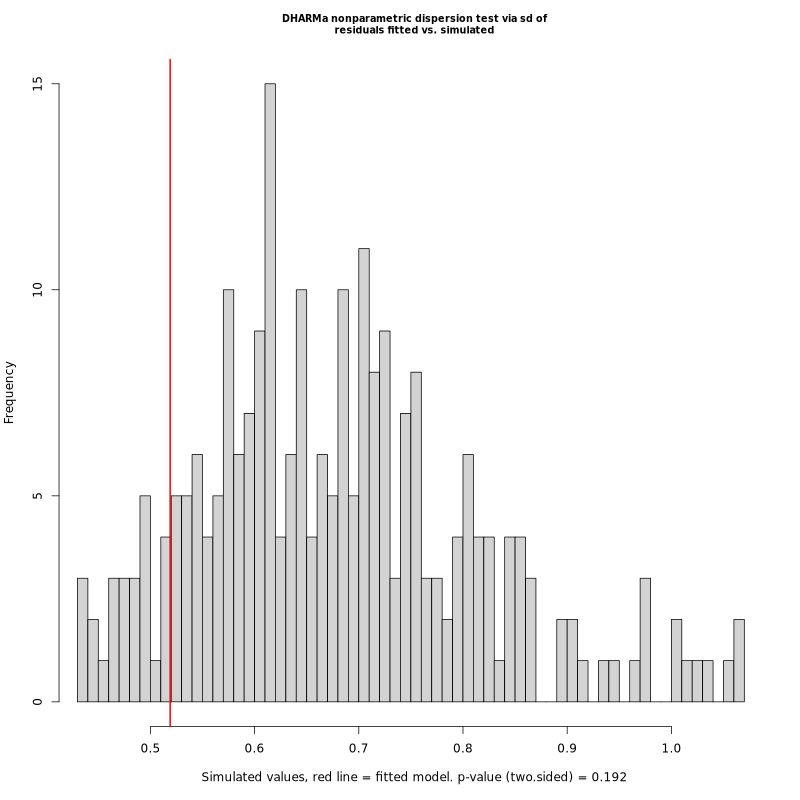 DHARMa nonparametric dispersion test via sd of
residuals fitted vs. simulated
15
10
5
0
Frequency
0.5 0.6 0.7 0.8 0.9 1.0
Simulated values, red line = fitted model. p-value (two.sided) = 0.192